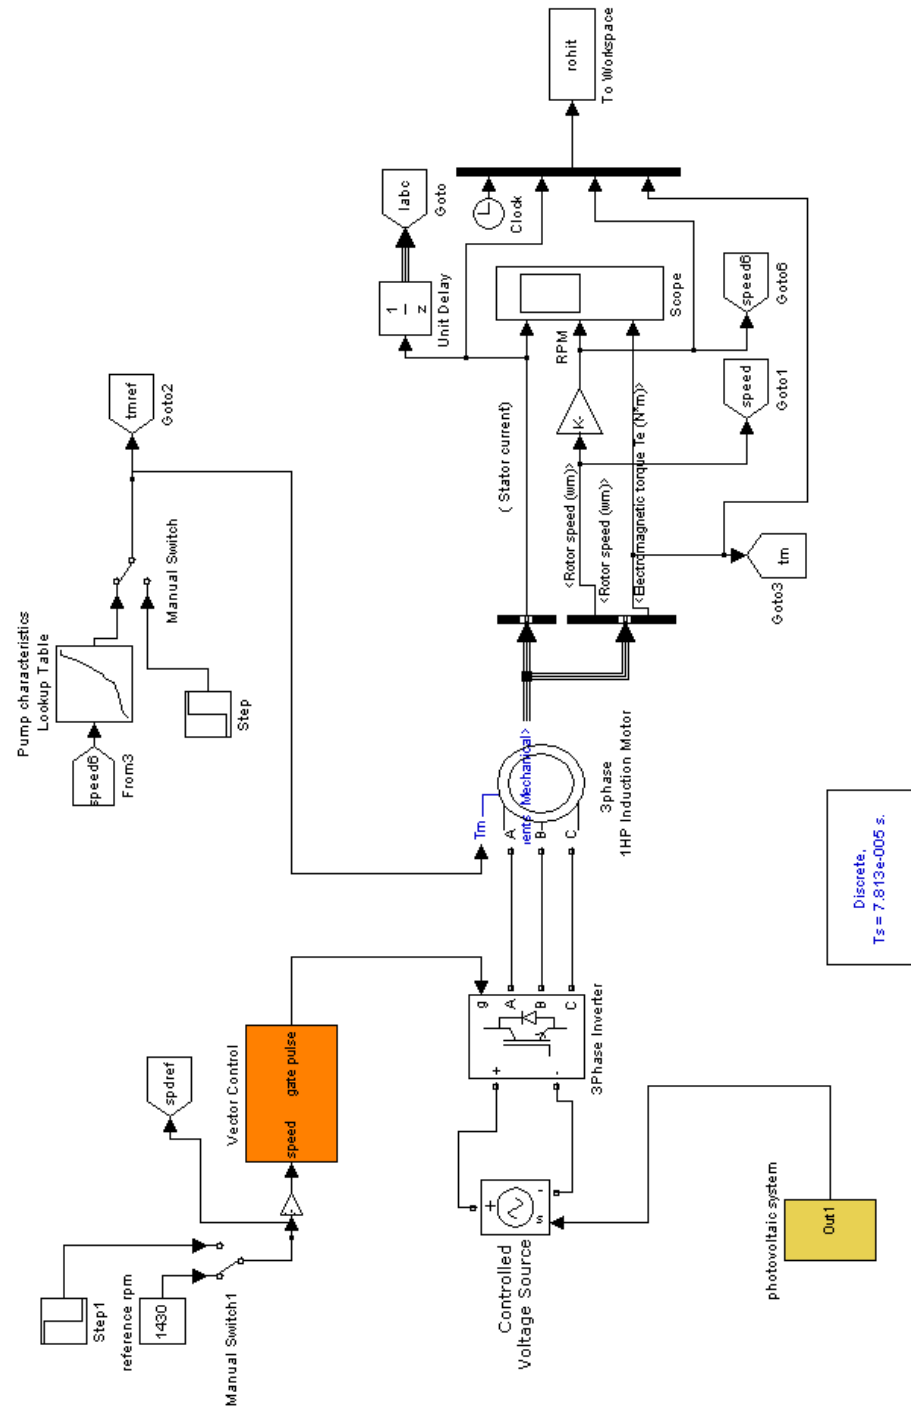 Step1
reference rpm
1430
Manual Switch1
spdref
Vector Control
speed
gate pulse
Pump characteristics
Lookup Table
speed6
From3
Step
Manual Switch
tmref
Goto2
Controlled
Voltage Source
+
-
s
+
-
g
A
B
C
3Phase Inverter
Tm
A
B
C
ents Mechanical>
3phase
1HP Induction Motor
( Stator current)
<Rotor speed (wm)>
<Rotor speed (wm)>
<Electromagnetic torque Te (N*m)>
K-
RPM
Scope
1
z
Unit Delay
Iabc
Goto
Clock
rohit
To Workspace
speed
Goto1
speed6
Goto6
tm
Goto3
photovoltaic system
Out1
Discrete,
Ts = 7.813e-005 s.